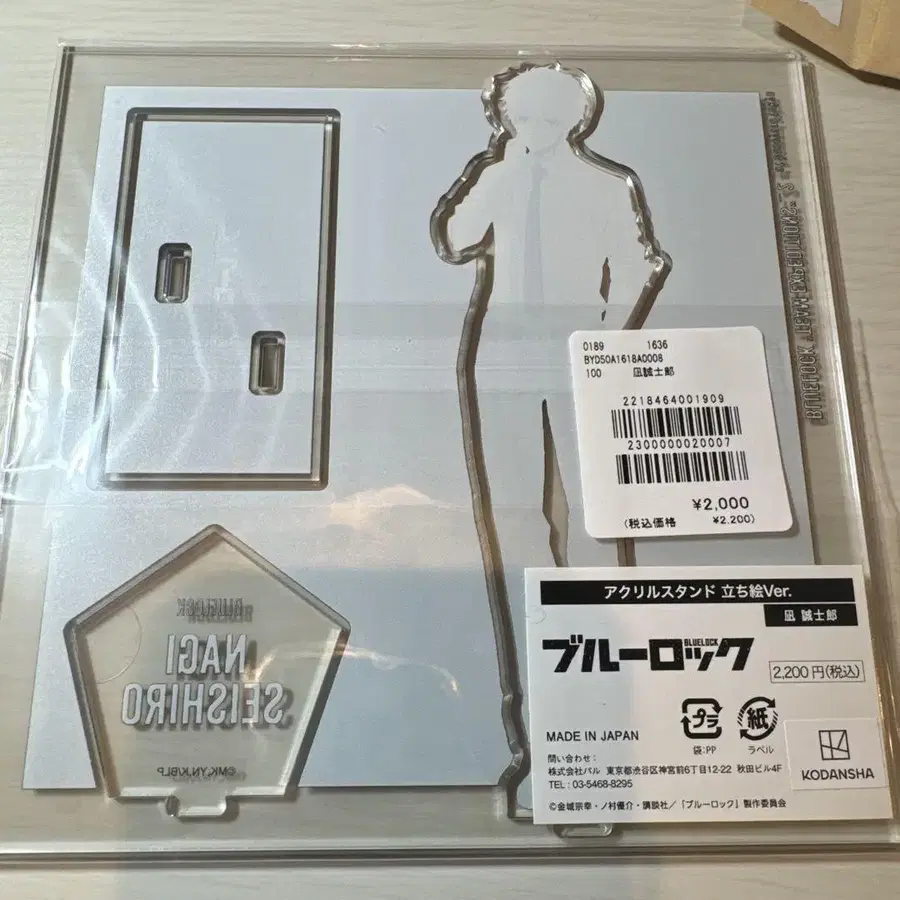 BLUELOCK
NAGI
SEISHIRO
©MK,YN,K/BLP
BLUELOCK "EMOTION EXHIBIT"
0189 1636
BYD50A1618A0008
100 凪誠士郎
2218464001909
2300000020007
¥2,000
(税込価格 ¥2,200)
アクリルスタンド 立ち絵Ver.
凪 誠士郎
ブルーロック
BLUELOCK
2,200円(税込)
MADE IN JAPAN
プラ
袋:PP
紙
ラベル
KODANSHA
問い合わせ:
株式会社パル 東京都渋谷区神宮前6丁目12-22 秋田ビル4F
TEL : 03-5468-8295
©金城宗幸・ノ村優介・講談社/「ブルーロック」製作委員会